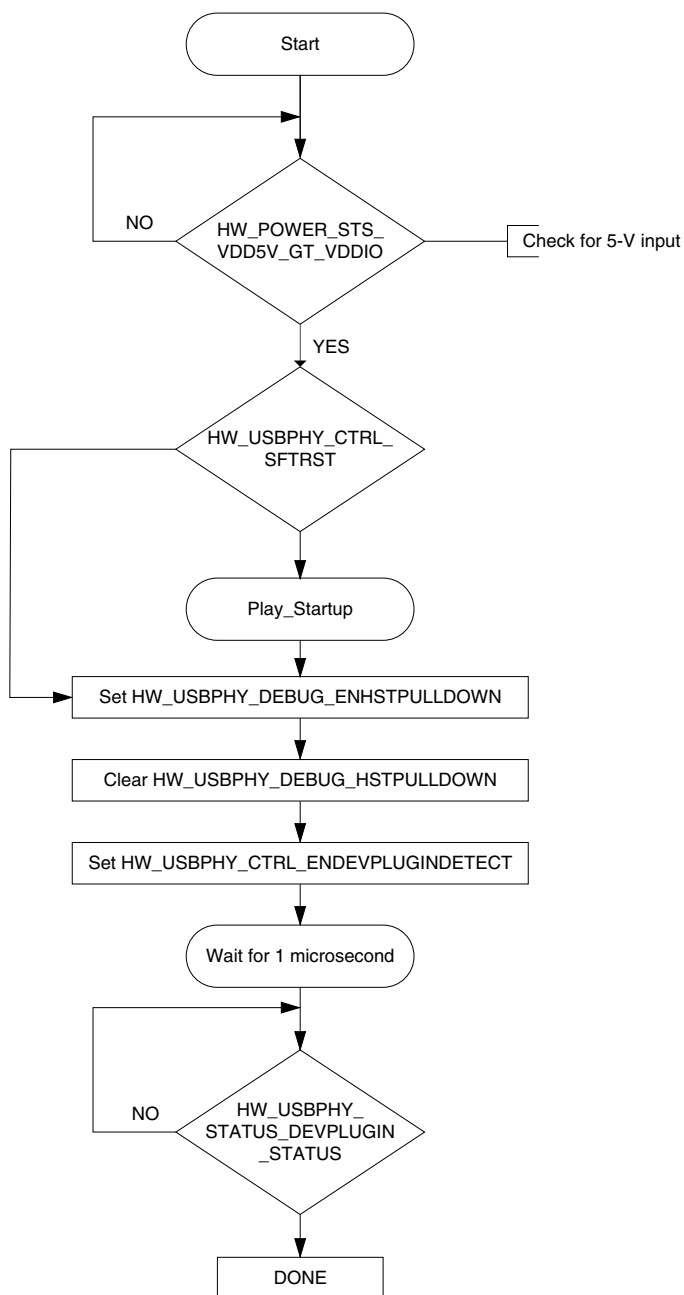 Start
NO
HW_POWER_STS_
VDD5V_GT_VDDIO
Check for 5-V input
YES
HW_USBPHY_CTRL_
SFTRST
Play_Startup
Set HW_USBPHY_DEBUG_ENHSTPULLDOWN
Clear HW_USBPHY_DEBUG_HSTPULLDOWN
Set HW_USBPHY_CTRL_ENDEVPLUGINDETECT
Wait for 1 microsecond
NO
HW_USBPHY_
STATUS_DEVPLUGIN
_STATUS
DONE